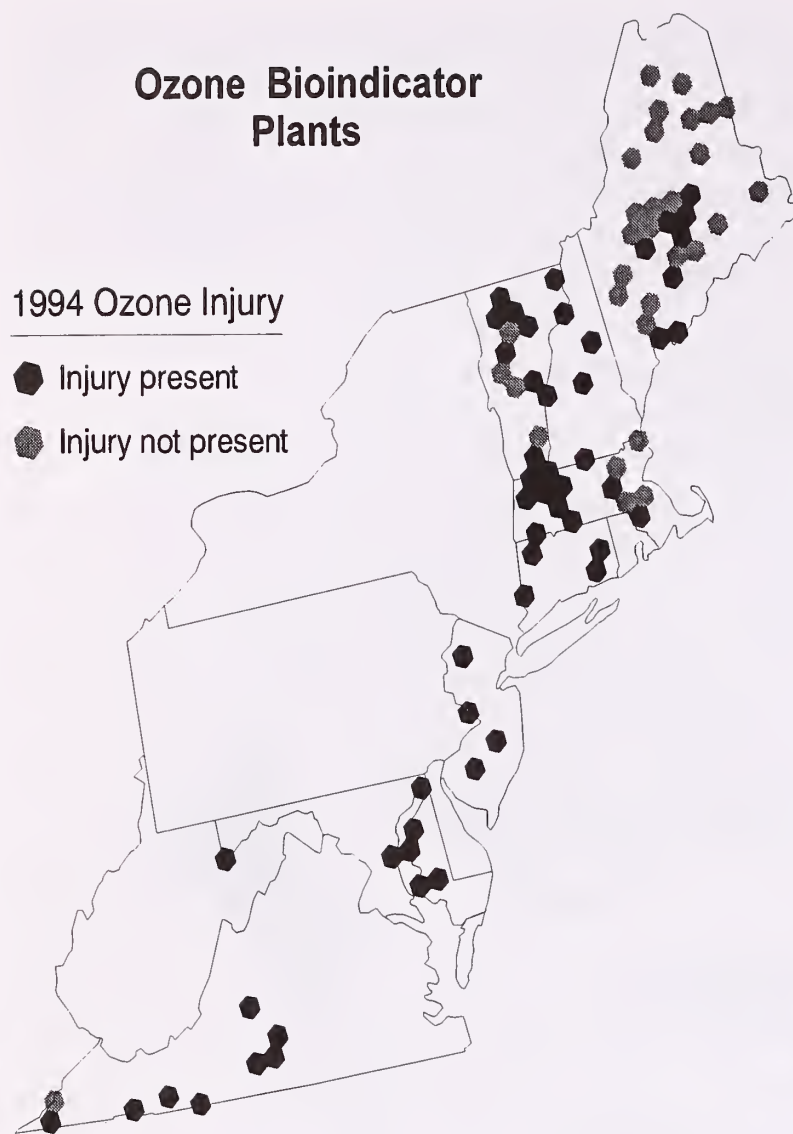 Ozone Bioindicator
Plants
1994 Ozone Injury
Injury present
Injury not present